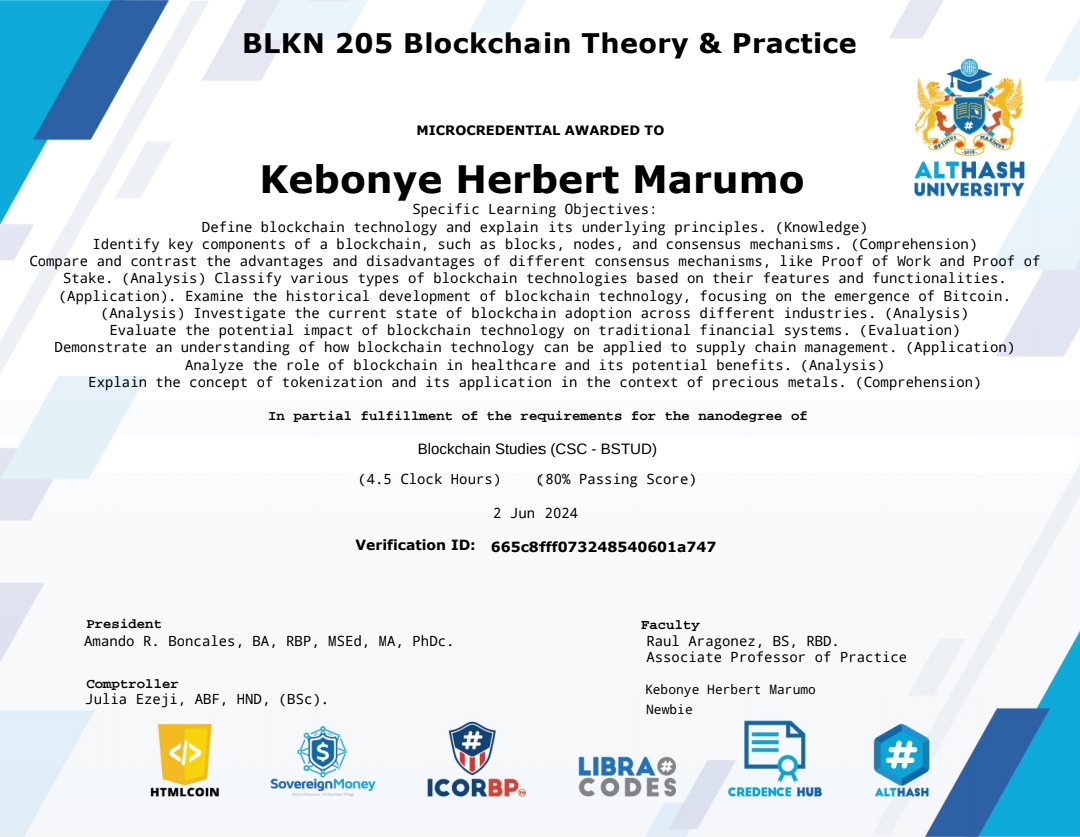 BLKN 205 Blockchain Theory & Practice
MICROCREDENTIAL AWARDED TO
ALTHASH
UNIVERSITY
Kebonye Herbert Marumo
Specific Learning Objectives:
Define blockchain technology and explain its underlying principles. (Knowledge)
Identify key components of a blockchain, such as blocks, nodes, and consensus mechanisms. (Comprehension)
Compare and contrast the advantages and disadvantages of different consensus mechanisms, like Proof of Work and Proof of
Stake. (Analysis) Classify various types of blockchain technologies based on their features and functionalities.
(Application). Examine the historical development of blockchain technology, focusing on the emergence of Bitcoin.
(Analysis) Investigate the current state of blockchain adoption across different industries. (Analysis)
Evaluate the potential impact of blockchain technology on traditional financial systems. (Evaluation)
Demonstrate an understanding of how blockchain technology can be applied to supply chain management. (Application)
Analyze the role of blockchain in healthcare and its potential benefits. (Analysis)
Explain the concept of tokenization and its application in the context of precious metals. (Comprehension)
In partial fulfillment of the requirements for the nanodegree of
Blockchain Studies (CSC - BSTUD)
(4.5 Clock Hours) (80% Passing Score)
2 Jun 2024
Verification ID: 665c8fff073248540601a747
President
Amando R. Boncales, BA, RBP, MSEd, MA, PhDc.
Comptroller
Julia Ezeji, ABF, HND, (BSc).
Faculty
Raul Aragonez, BS, RBD.
Associate Professor of Practice
Kebonye Herbert Marumo
Newbie
HTMLCOIN
SovereignMoney
ICORBP
LIBRA#
CODES
CREDENCE HUB
ALTHASH